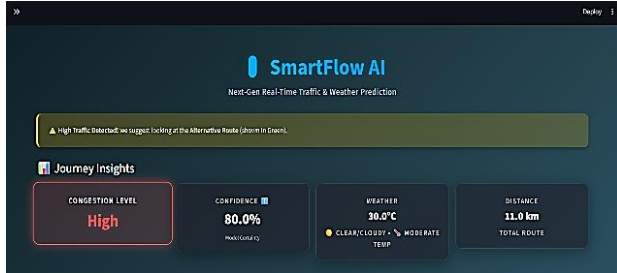 Deploy
SmartFlow AI
Next-Gen Real-Time Traffic & Weather Prediction
High Traffic Detected! we suggest looking at the Alternative Route (shown in Green).
Journey Insights
CONGESTION LEVEL
High
CONFIDENCE
80.0%
Model Certainty
WEATHER
30.0°C
CLEAR/CLOUDY • MODERATE
TEMP
DISTANCE
11.0 km
TOTAL ROUTE